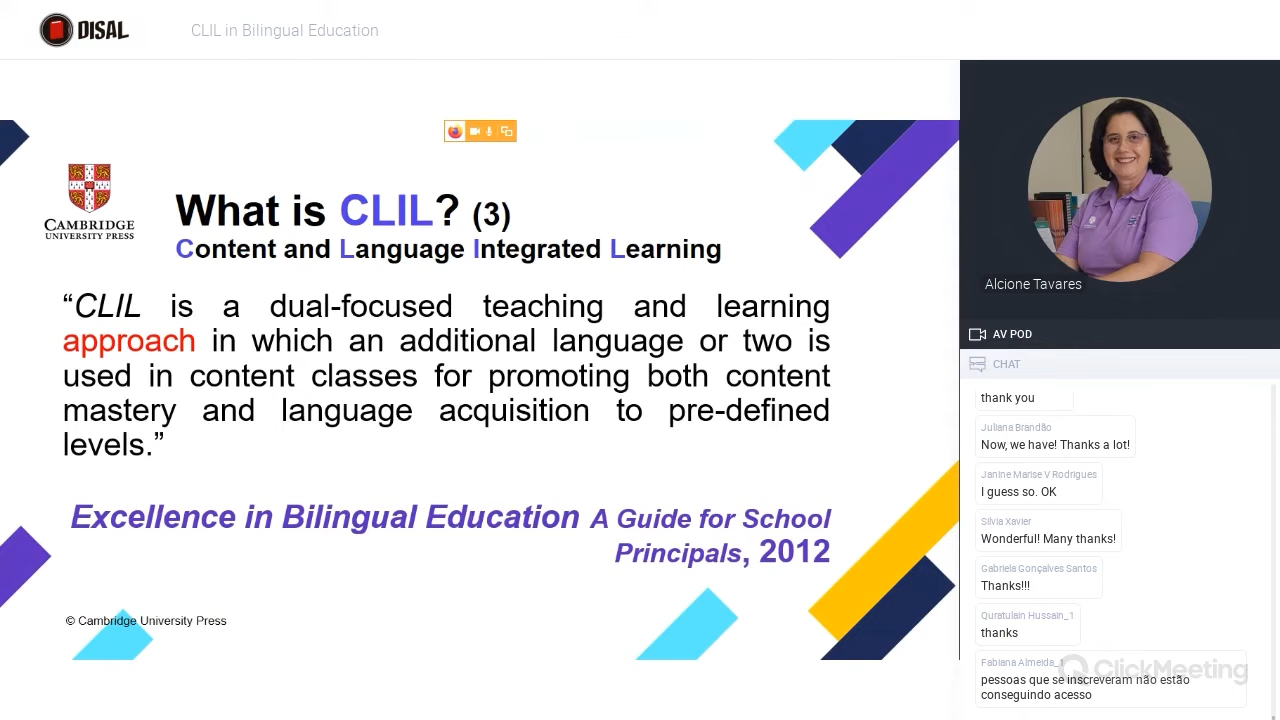 DISAL
CLIL in Bilingual Education
CAMBRIDGE
UNIVERSITY PRESS
What is CLIL? (3)
Content and Language Integrated Learning
“CLIL is a dual-focused teaching and learning
approach in which an additional language or two is
used in content classes for promoting both content
mastery and language acquisition to pre-defined
levels.”
Excellence in Bilingual Education A Guide for School
Principals, 2012
© Cambridge University Press
Alcione Tavares
AV POD
CHAT
thank you
Juliana Brandão
Now, we have! Thanks a lot!
Janine Marise V Rodrigues
I guess so. OK
Silvia Xavier
Wonderful! Many thanks!
Gabriela Gonçalves Santos
Thanks!!!
Quratulain Hussain_1
thanks
Fabiana Almeida_1
pessoas que se inscreveram não estão
conseguindo acesso
ClickMeeting